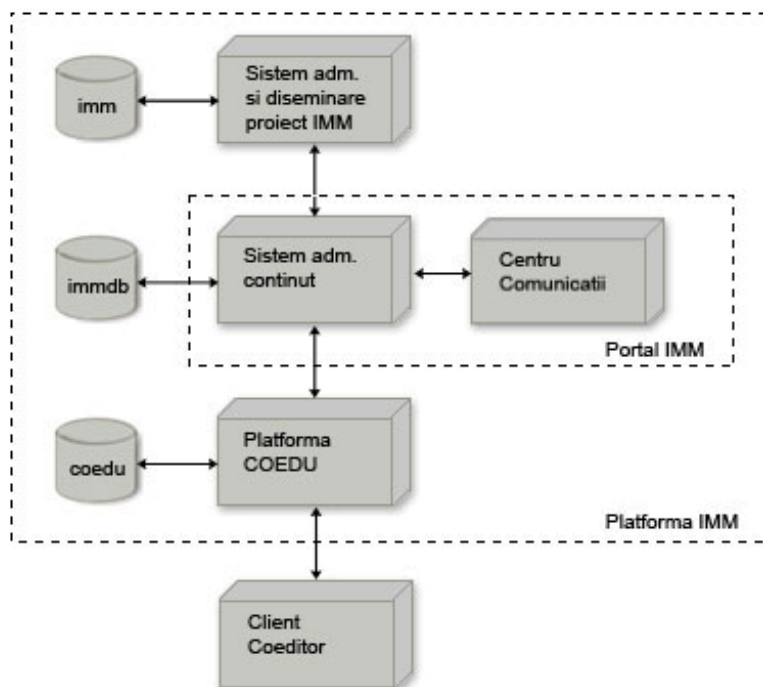 imm
Sistem adm.
si diseminare
proiect IMM
immdb
Sistem adm.
continut
Centru
Comunicatii
Portal IMM
coedu
Platforma
COEDU
Platforma IMM
Client
Coeditor